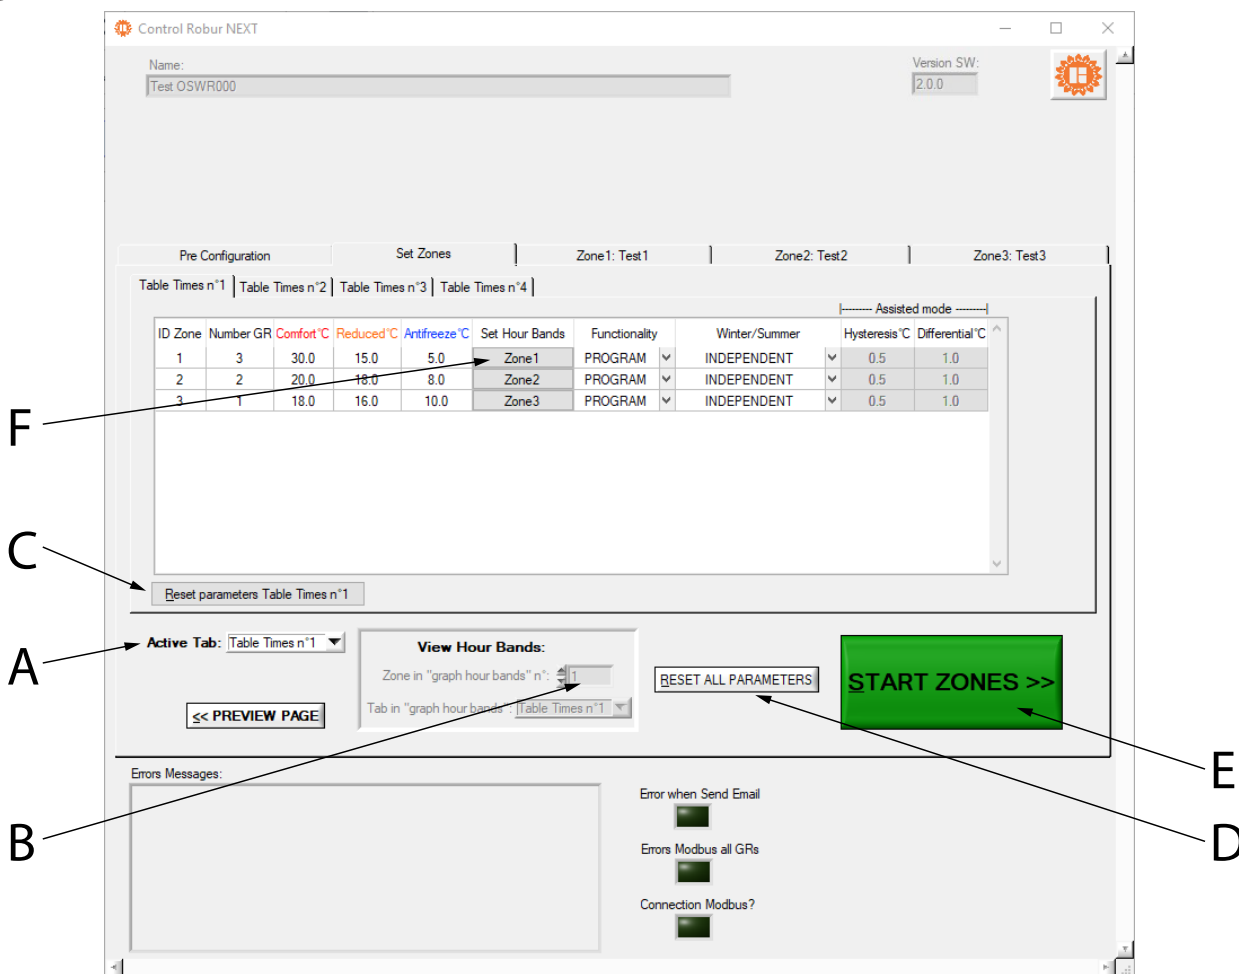 Control Robur NEXT
Name:
Version SW:
Test OSWR000
2.0.0
Pre Configuration
Set Zones
Zone1: Test1
Zone2: Test2
Zone3: Test3
Table Times n°1
Table Times n°2
Table Times n°3
Table Times n°4
|-------- Assisted mode --------|
ID Zone Number GR Comfort°C Reduced°C Antifreeze°C Set Hour Bands Functionality Winter/Summer Hysteresis°C Differential°C
1 3 30.0 15.0 5.0 Zone1 PROGRAM INDEPENDENT 0.5 1.0
2 2 20.0 18.0 8.0 Zone2 PROGRAM INDEPENDENT 0.5 1.0
3 1 18.0 16.0 10.0 Zone3 PROGRAM INDEPENDENT 0.5 1.0
F
C
Reset parameters Table Times n°1
A
Active Tab: Table Times n°1
View Hour Bands:
Zone in "graph hour bands" n°: 1
Tab in "graph hour bands": Table Times n°1
RESET ALL PARAMETERS
START ZONES >>
<< PREVIEW PAGE
E
D
B
Errors Messages:
Error when Send Email
Errors Modbus all GRs
Connection Modbus?